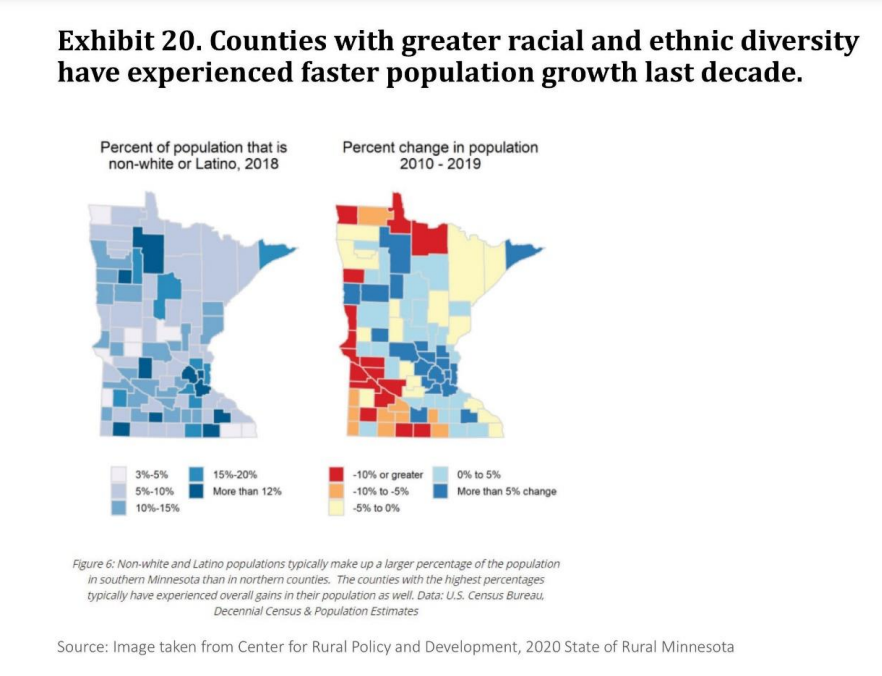 Exhibit 20. Counties with greater racial and ethnic diversity
have experienced faster population growth last decade.
Percent of population that is
non-white or Latino, 2018
Percent change in population
2010 - 2019
3%-5%
5%-10%
10%-15%
15%-20%
More than 12%
-10% or greater
-10% to -5%
-5% to 0%
0% to 5%
More than 5% change
Figure 6: Non-white and Latino populations typically make up a larger percentage of the population
in southern Minnesota than in northern counties. The counties with the highest percentages
typically have experienced overall gains in their population as well. Data: U.S. Census Bureau,
Decennial Census & Population Estimates
Source: Image taken from Center for Rural Policy and Development, 2020 State of Rural Minnesota